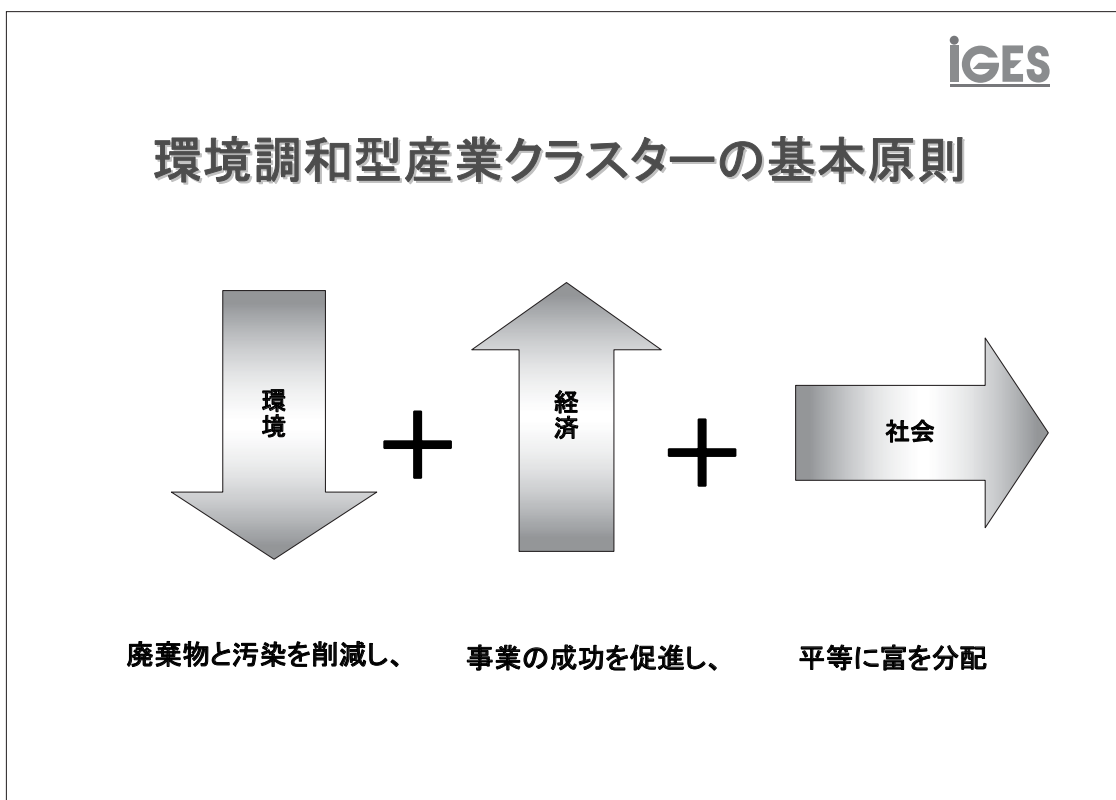 iGES
環境調和型産業クラスターの基本原則
環境
+
経済
+
社会
廃棄物と汚染を削減し、
事業の成功を促進し、
平等に富を分配